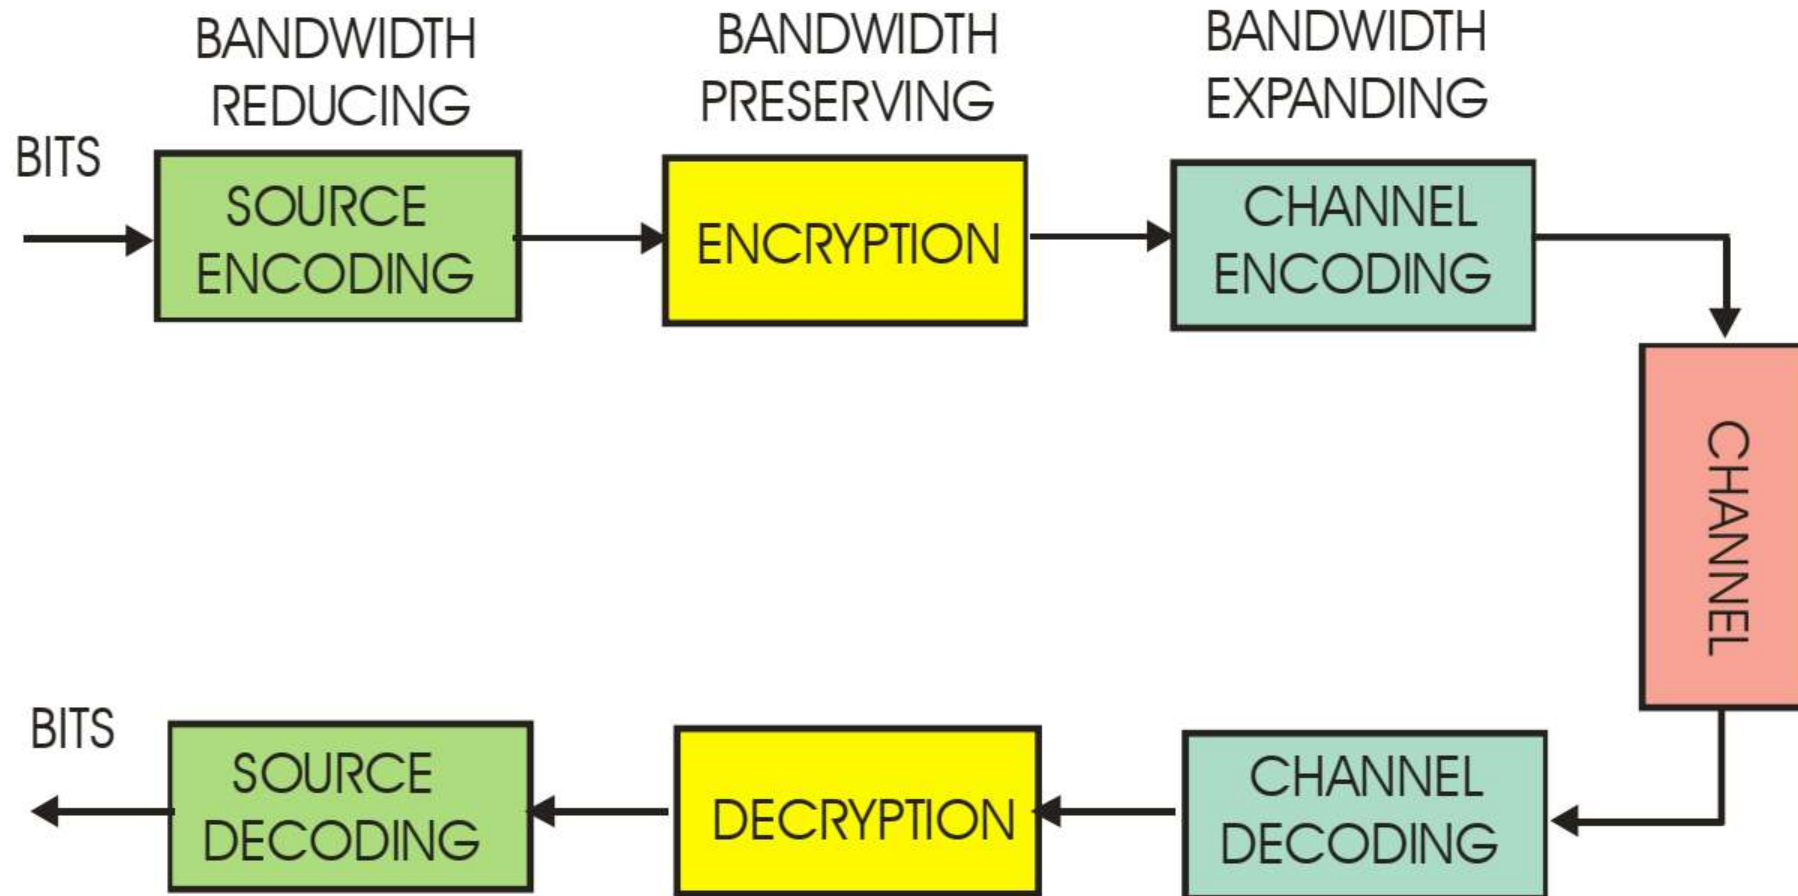 BANDWIDTH
REDUCING
BANDWIDTH
PRESERVING
BANDWIDTH
EXPANDING
BITS
SOURCE
ENCODING
ENCRYPTION
CHANNEL
ENCODING
CHANNEL
BITS
SOURCE
DECODING
DECRYPTION
CHANNEL
DECODING